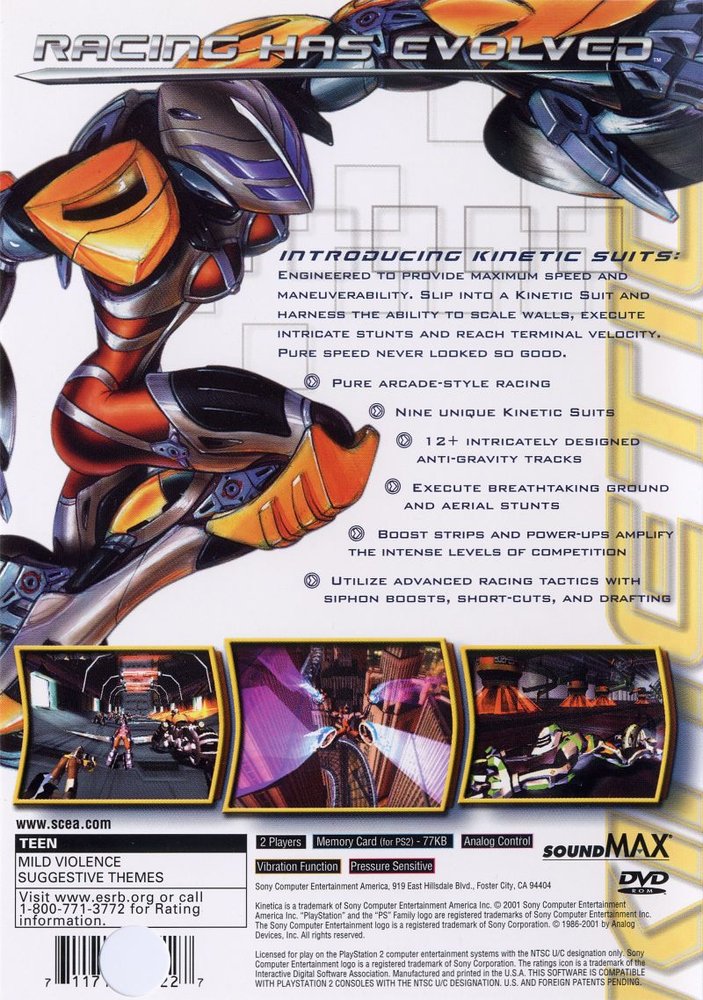 RACING HAS EVOLVED™
INTRODUCING KINETIC SUITS:
ENGINEERED TO PROVIDE MAXIMUM SPEED AND
MANEUVERABILITY. SLIP INTO A KINETIC SUIT AND
HARNESS THE ABILITY TO SCALE WALLS, EXECUTE
INTRICATE STUNTS AND REACH TERMINAL VELOCITY.
PURE SPEED NEVER LOOKED SO GOOD.
PURE ARCADE-STYLE RACING
NINE UNIQUE KINETIC SUITS
12+ INTRICATELY DESIGNED
ANTI-GRAVITY TRACKS
EXECUTE BREATHTAKING GROUND
AND AERIAL STUNTS
BOOST STRIPS AND POWER-UPS AMPLIFY
THE INTENSE LEVELS OF COMPETITION
UTILIZE ADVANCED RACING TACTICS WITH
SIPHON BOOSTS, SHORT-CUTS, AND DRAFTING
KINETIC
www.scea.com
TEEN
MILD VIOLENCE
SUGGESTIVE THEMES
Visit www.esrb.org or call
1-800-771-3772 for Rating
information.
2 Players
Memory Card (for PS2) - 77KB
Analog Control
Vibration Function
Pressure Sensitive
SOUNDMAX®
DVD
ROM
Sony Computer Entertainment America, 919 East Hillsdale Blvd., Foster City, CA 94404
Kinetica is a trademark of Sony Computer Entertainment America Inc. © 2001 Sony Computer Entertainment
America Inc. "PlayStation" and the "PS" Family logo are registered trademarks of Sony Computer Entertainment Inc.
The Sony Computer Entertainment logo is a registered trademark of Sony Corporation. © 1986-2001 by Analog
Devices, Inc. All rights reserved.
Licensed for play on the PlayStation 2 computer entertainment systems with the NTSC U/C designation only. Sony
Computer Entertainment logo is a registered trademark of Sony Corporation. The ratings icon is a trademark of the
Interactive Digital Software Association. Manufactured and printed in the U.S.A. THIS SOFTWARE IS COMPATIBLE
WITH PLAYSTATION 2 CONSOLES WITH THE NTSC U/C DESIGNATION. U.S. AND FOREIGN PATENTS PENDING.
7 117 22 7